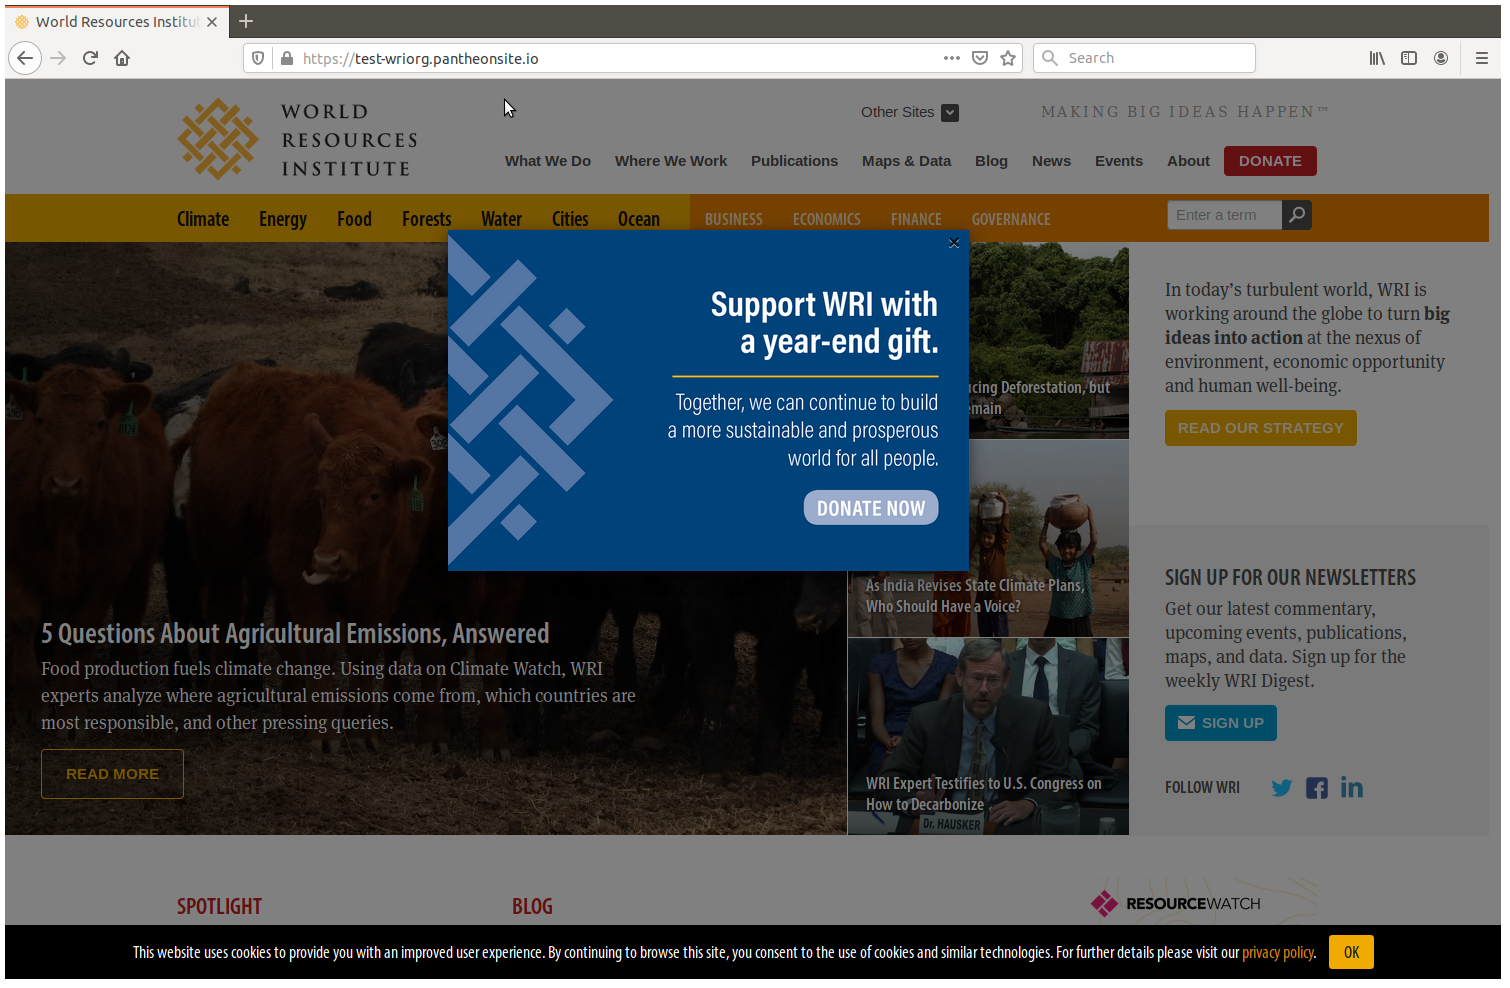 World Resources Institut
https://test-wriorg.pantheonsite.io
Search
WORLD
RESOURCES
INSTITUTE
Other Sites
MAKING BIG IDEAS HAPPEN™
What We Do
Where We Work
Publications
Maps & Data
Blog
News
Events
About
DONATE
Climate
Energy
Food
Forests
Water
Cities
Ocean
BUSINESS
ECONOMICS
FINANCE
GOVERNANCE
Enter a term
Support WRI with
a year-end gift.
Together, we can continue to build
a more sustainable and prosperous
world for all people.
DONATE NOW
5 Questions About Agricultural Emissions, Answered
Food production fuels climate change. Using data on Climate Watch, WRI
experts analyze where agricultural emissions come from, which countries are
most responsible, and other pressing queries.
READ MORE
Deforestation, but
As India Revises State Climate Plans,
Who Should Have a Voice?
WRI Expert Testifies to U.S. Congress on
How to Decarbonize
Dr. HAUSKER
In today's turbulent world, WRI is
working around the globe to turn big
ideas into action at the nexus of
environment, economic opportunity
and human well-being.
READ OUR STRATEGY
SIGN UP FOR OUR NEWSLETTERS
Get our latest commentary,
upcoming events, publications,
maps, and data. Sign up for the
weekly WRI Digest.
SIGN UP
FOLLOW WRI
SPOTLIGHT
BLOG
RESOURCEWATCH
This website uses cookies to provide you with an improved user experience. By continuing to browse this site, you consent to the use of cookies and similar technologies. For further details please visit our privacy policy.
OK